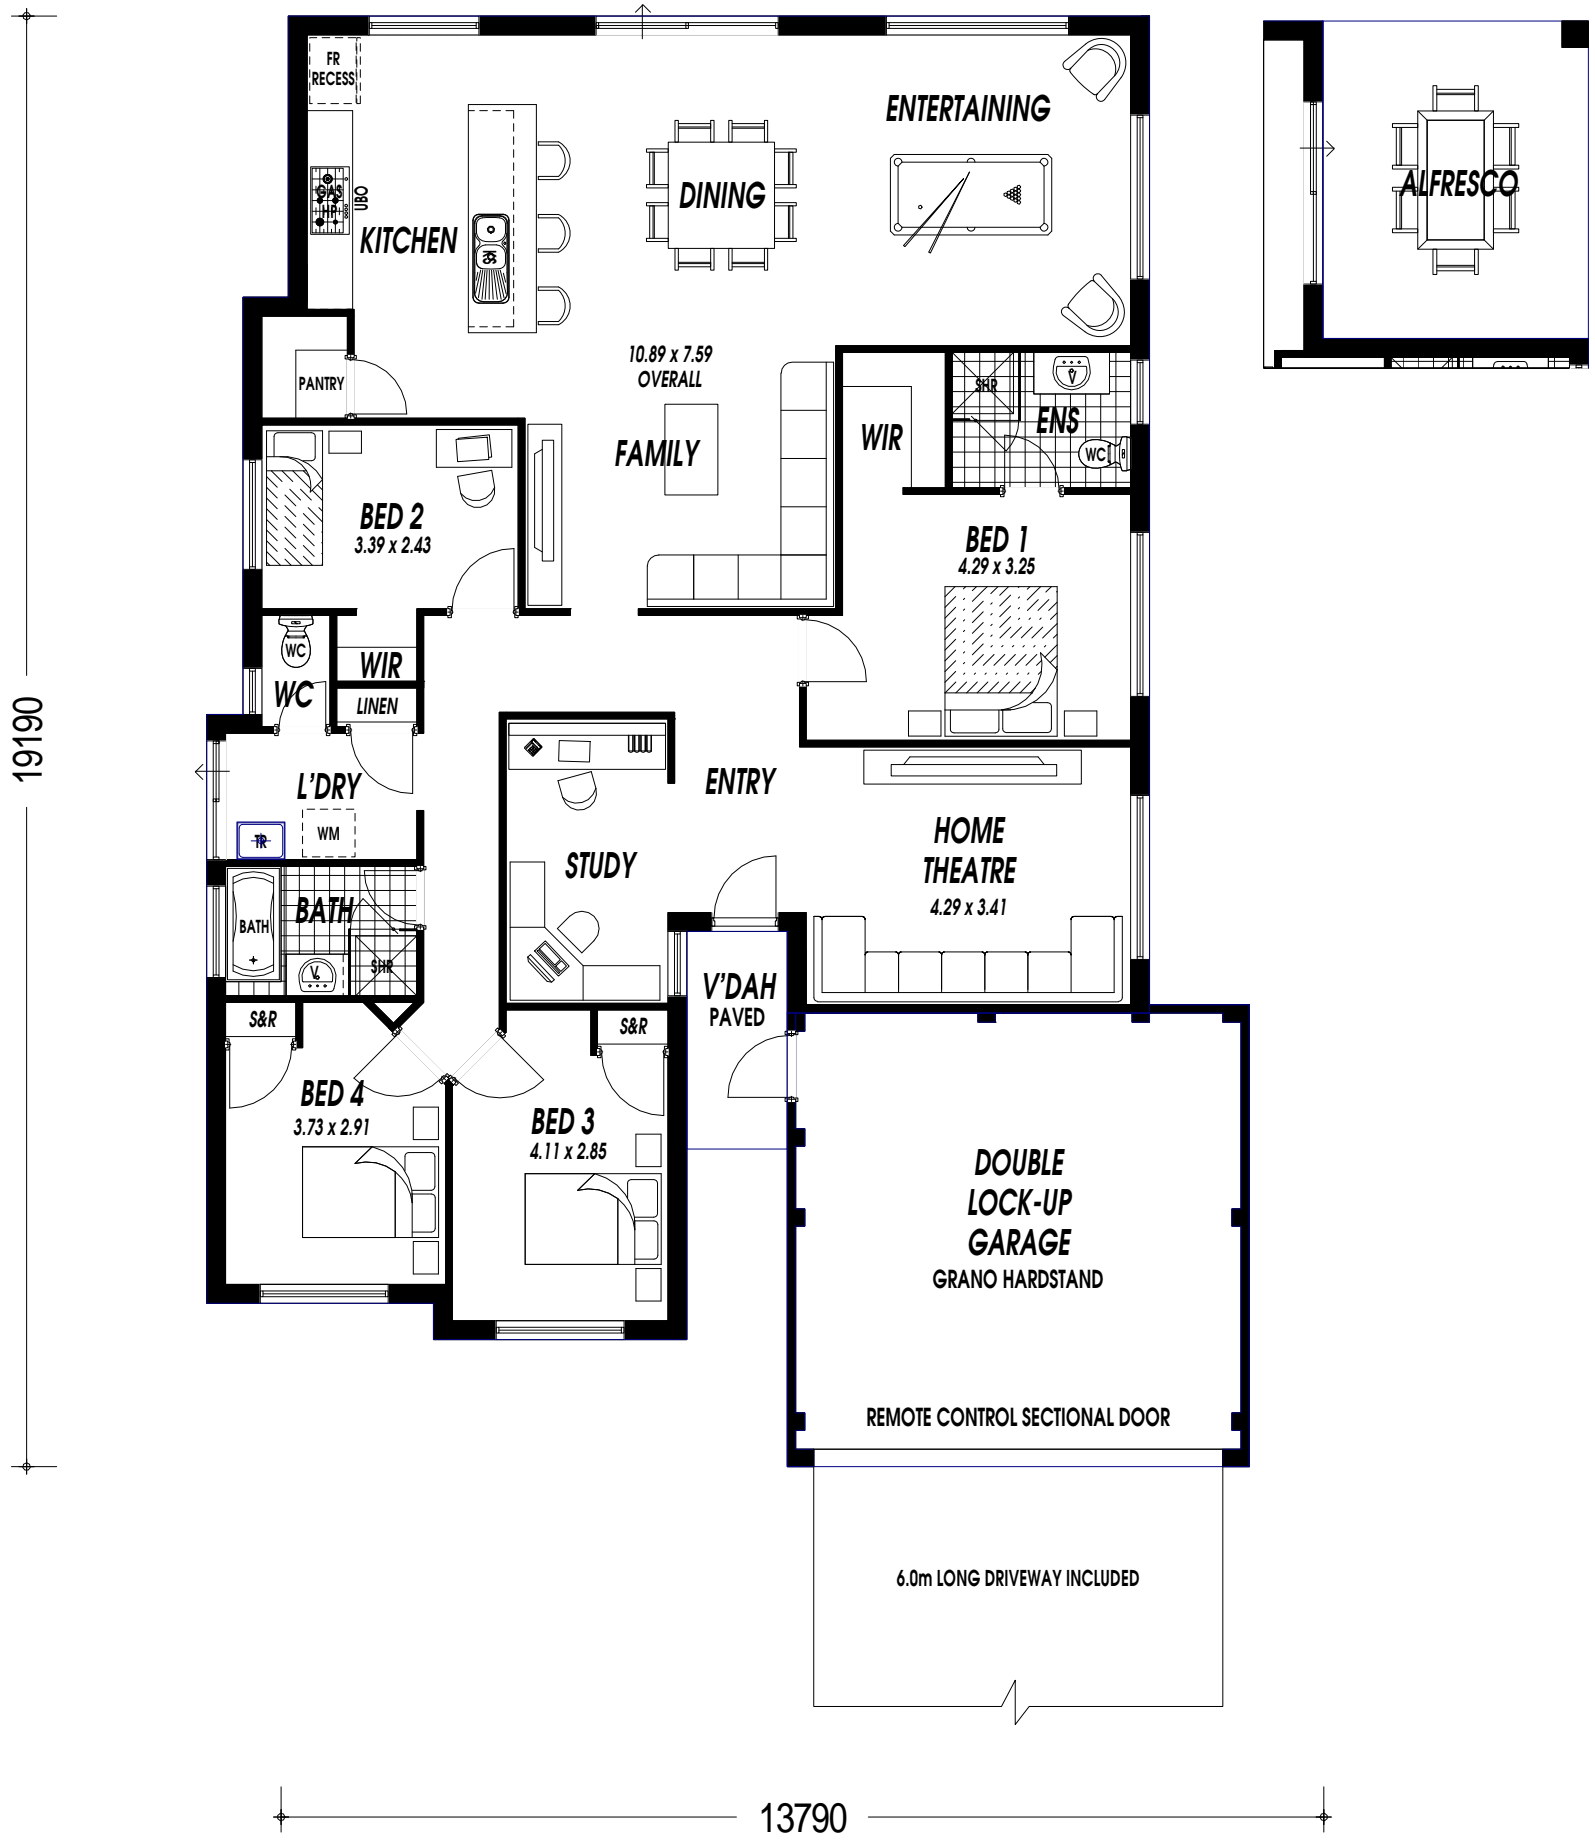 FR
RECESS
ENTERTAINING
GAS
HP
UBO
KITCHEN
DINING
ALFRESCO
10.89 x 7.59
OVERALL
PANTRY
SHR
V
ENS
WIR
WC
FAMILY
BED 2
3.39 x 2.43
BED 1
4.29 x 3.25
WC
WIR
WC
LINEN
19190
L'DRY
ENTRY
TR
WM
HOME
THEATRE
4.29 x 3.41
STUDY
BATH
BATH
V
SHR
V'DAH
PAVED
S&R
S&R
BED 4
3.73 x 2.91
BED 3
4.11 x 2.85
DOUBLE
LOCK-UP
GARAGE
GRANO HARDSTAND
REMOTE CONTROL SECTIONAL DOOR
6.0m LONG DRIVEWAY INCLUDED
13790